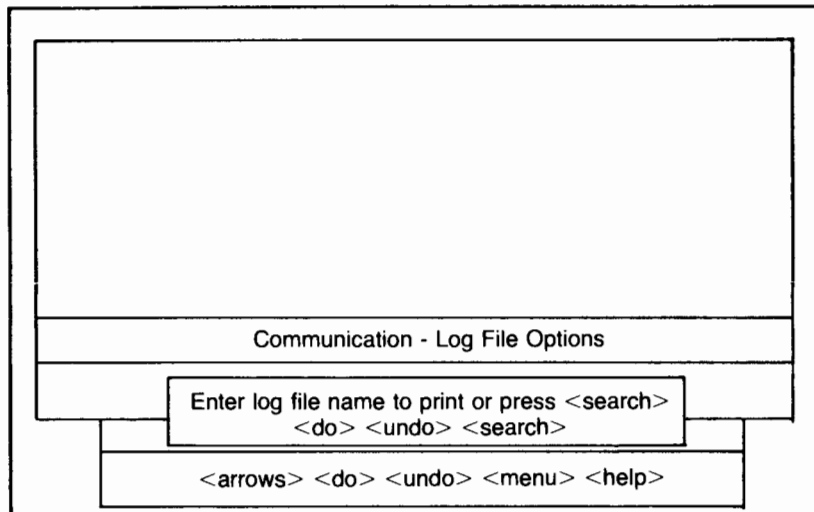 Communication - Log File Options
Enter log file name to print or press <search>
<do> <undo> <search>
<arrows> <do> <undo> <menu> <help>